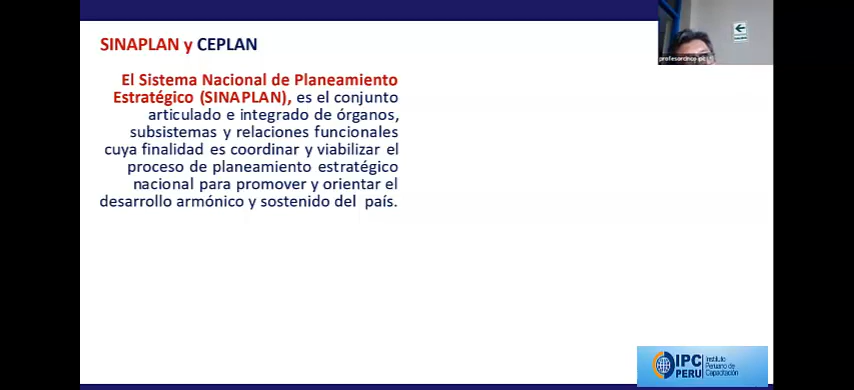 SINAPLAN y CEPLAN
El Sistema Nacional de Planeamiento
Estratégico (SINAPLAN), es el conjunto
articulado e integrado de órganos,
subsistemas y relaciones funcionales
cuya finalidad es coordinar y viabilizar el
proceso de planeamiento estratégico
nacional para promover y orientar el
desarrollo armónico y sostenido del país.
IPC
PERU
Instituto
Peruano de
Capacitación